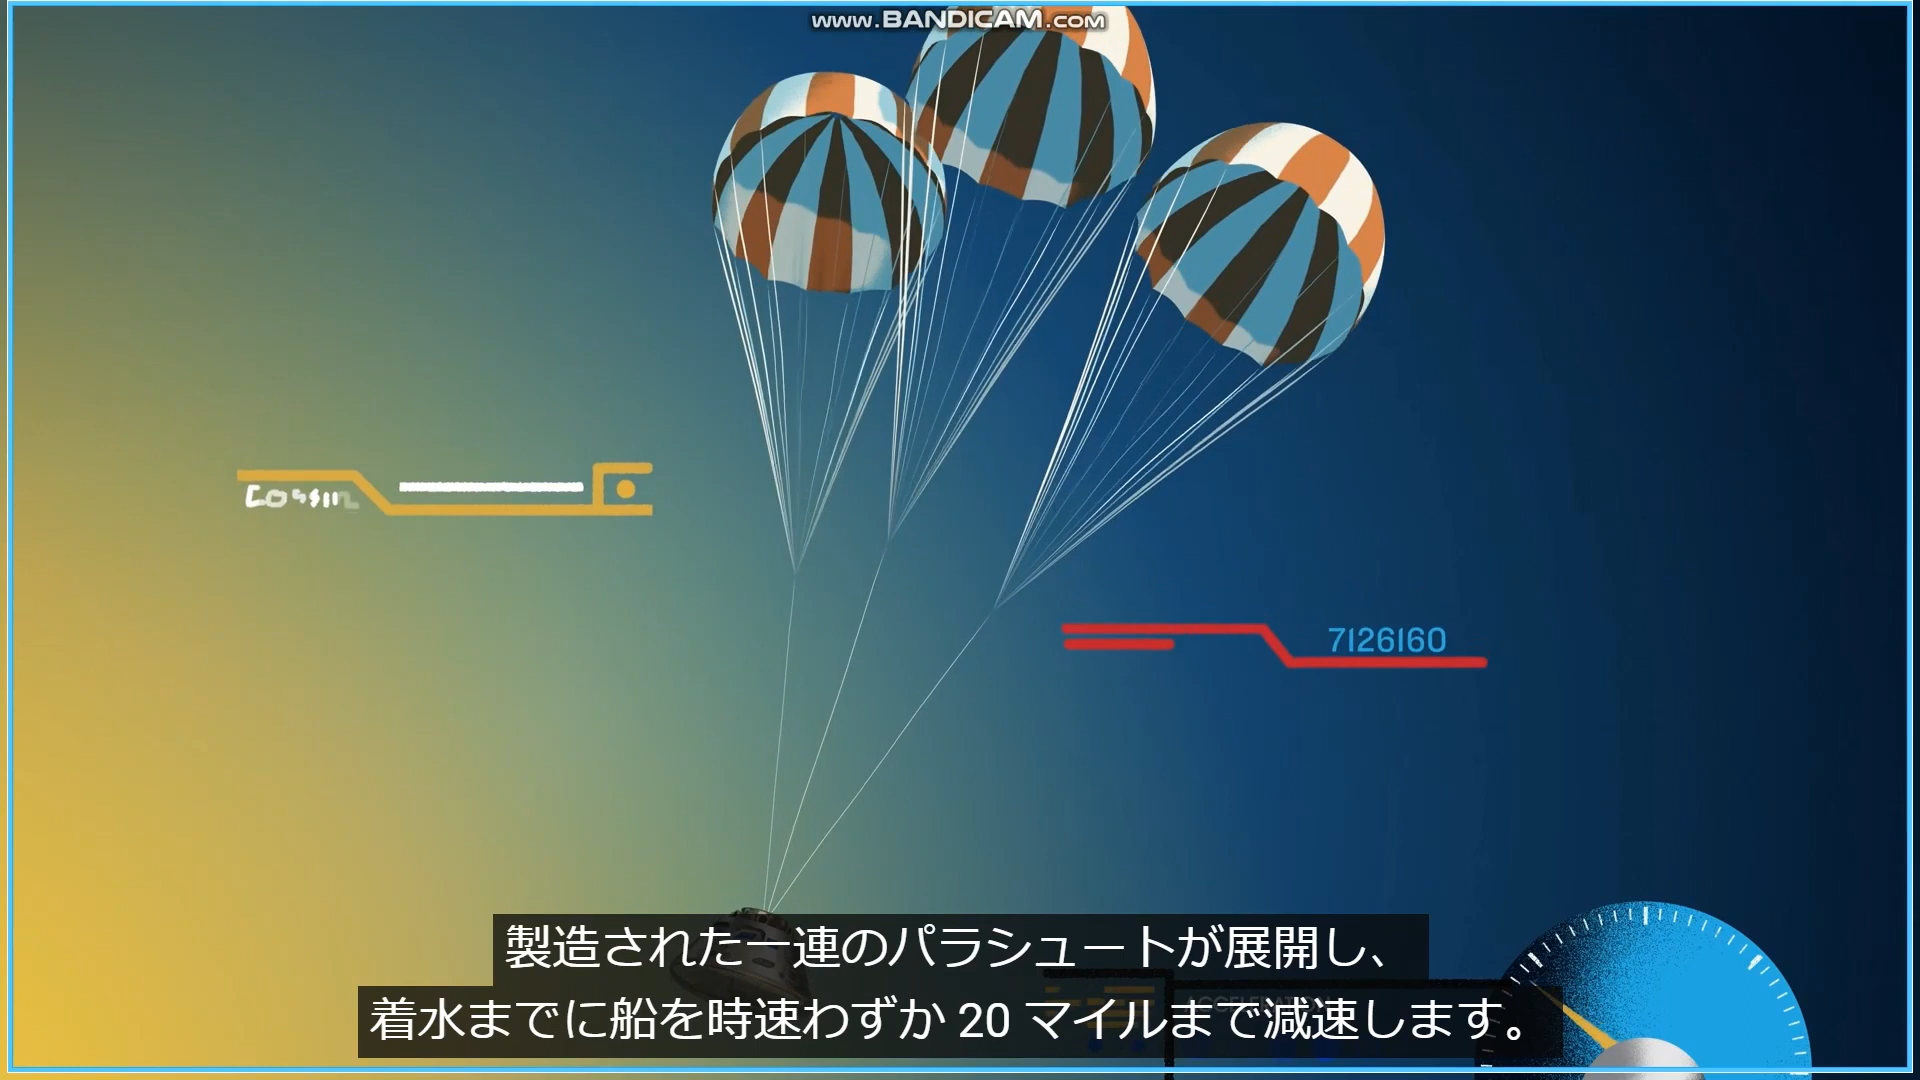 www.BANDICAM.com
7126160
製造された一連のパラシュートが展開し、
着水までに船を時速わずか 20 マイルまで減速します。